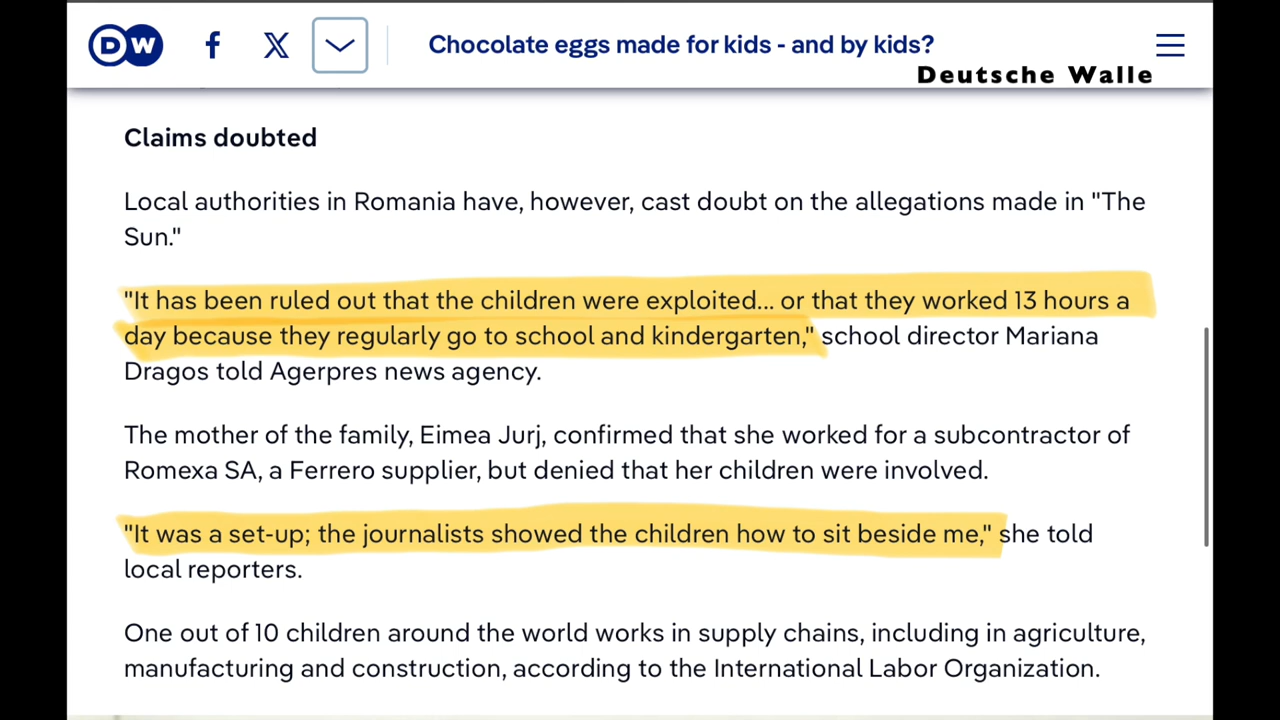 DW f X Chocolate eggs made for kids - and by kids?
Deutsche Walle
Claims doubted
Local authorities in Romania have, however, cast doubt on the allegations made in "The
Sun."
"It has been ruled out that the children were exploited... or that they worked 13 hours a
day because they regularly go to school and kindergarten," school director Mariana
Dragos told Agerpres news agency.
The mother of the family, Eimea Jurj, confirmed that she worked for a subcontractor of
Romexa SA, a Ferrero supplier, but denied that her children were involved.
"It was a set-up; the journalists showed the children how to sit beside me," she told
local reporters.
One out of 10 children around the world works in supply chains, including in agriculture,
manufacturing and construction, according to the International Labor Organization.